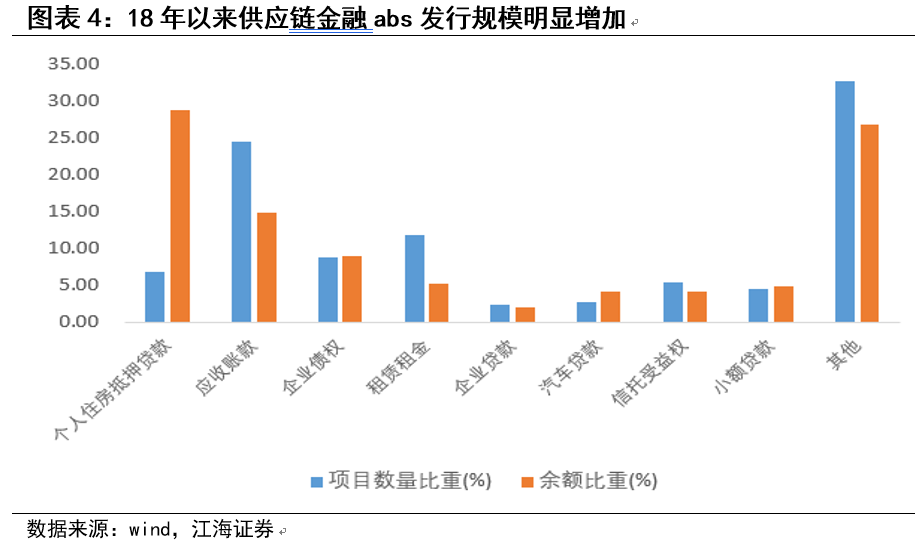 图表 4：18 年以来供应链金融 abs 发行规模明显增加
35.00
30.00
25.00
20.00
15.00
10.00
5.00
0.00
个人住房抵押贷款
应收账款
企业债权
租赁租金
企业贷款
汽车贷款
信托受益权
小额贷款
其他
项目数量比重(%) 余额比重(%)
数据来源：wind，江海证券